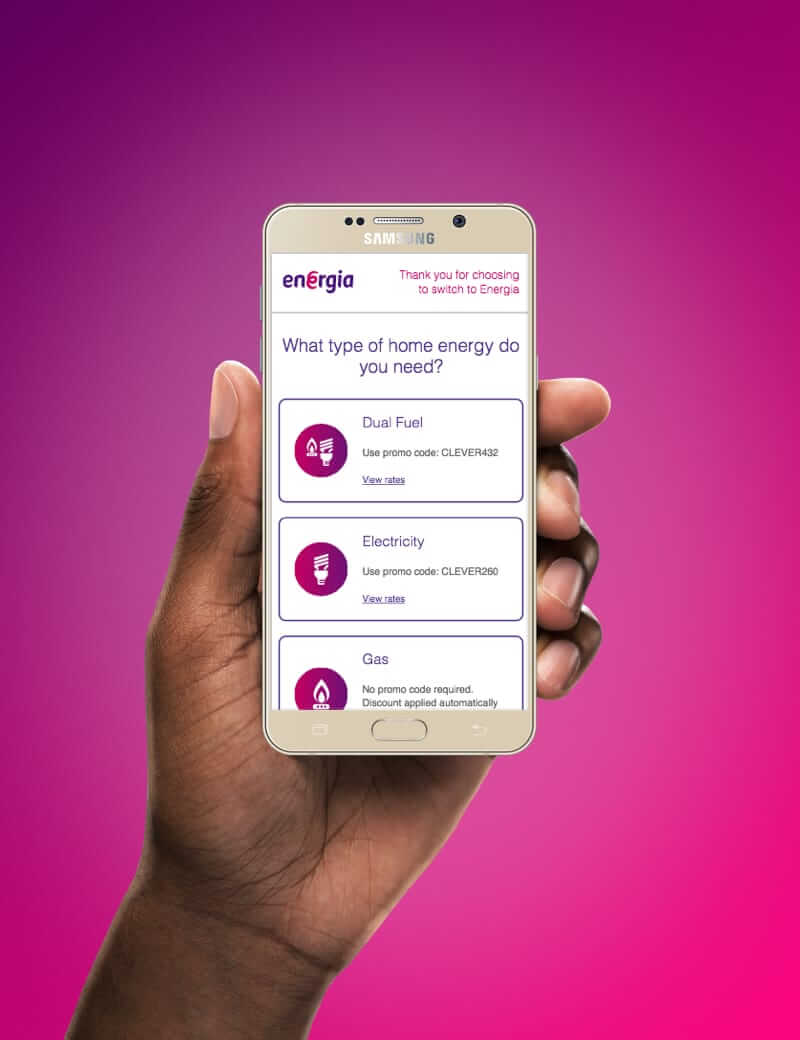 SAMSUNG
energia
Thank you for choosing
to switch to Energia
What type of home energy do
you need?
Dual Fuel
Use promo code: CLEVER432
View rates
Electricity
Use promo code: CLEVER260
View rates
Gas
No promo code required.
Discount applied automatically